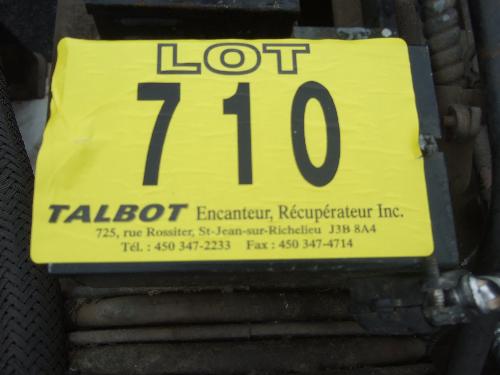 LOT
710
TALBOT Encanteur, Récupérateur Inc.
725, rue Rossiter, St-Jean-sur-Richelieu J3B 8A4
Tél. : 450 347-2233 Fax : 450 347-4714